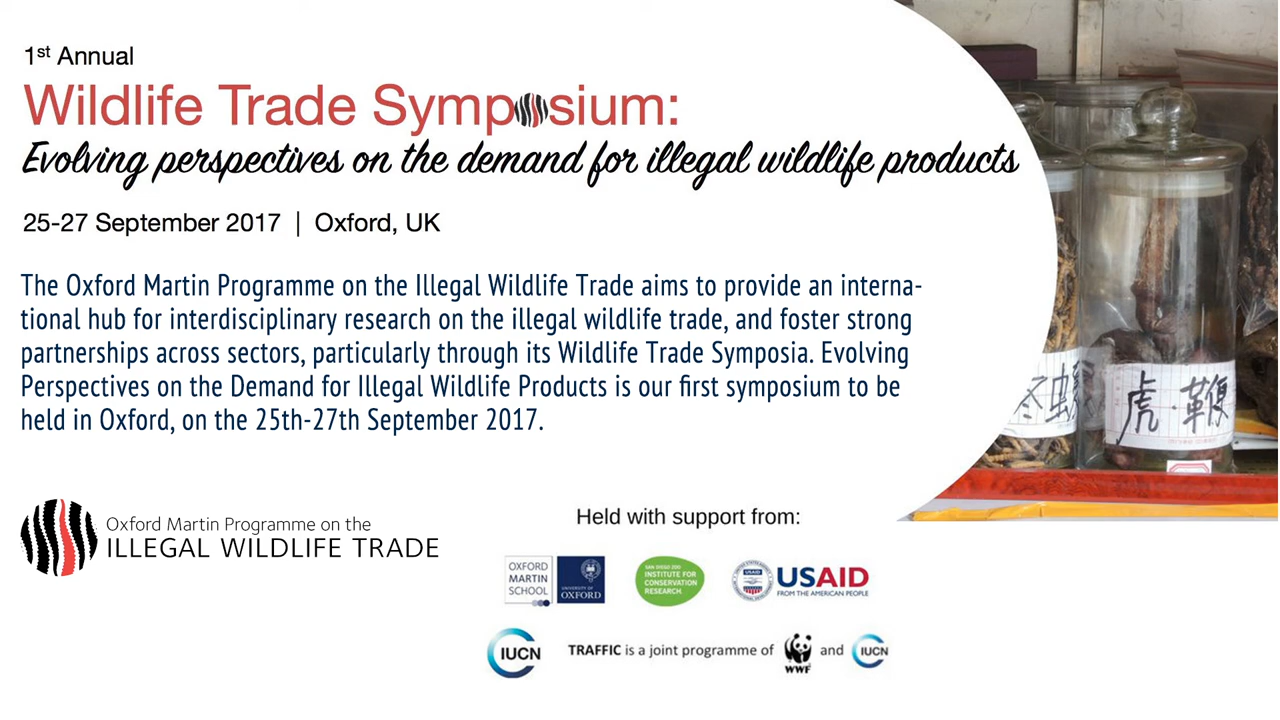 1st Annual
Wildlife Trade Symposium:
Evolving perspectives on the demand for illegal wildlife products
25-27 September 2017 | Oxford, UK
The Oxford Martin Programme on the Illegal Wildlife Trade aims to provide an interna-
tional hub for interdisciplinary research on the illegal wildlife trade, and foster strong
partnerships across sectors, particularly through its Wildlife Trade Symposia. Evolving
Perspectives on the Demand for Illegal Wildlife Products is our first symposium to be
held in Oxford, on the 25th-27th September 2017.
冬虫
虎·鞭
Oxford Martin Programme on the
ILLEGAL WILDLIFE TRADE
Held with support from:
OXFORD
MARTIN
SCHOOL
UNIVERSITY OF
OXFORD
SAN DIEGO ZOO
INSTITUTE FOR
CONSERVATION
RESEARCH
USAID
USAID
FROM THE AMERICAN PEOPLE
IUCN
TRAFFIC is a joint programme of WWF and IUCN